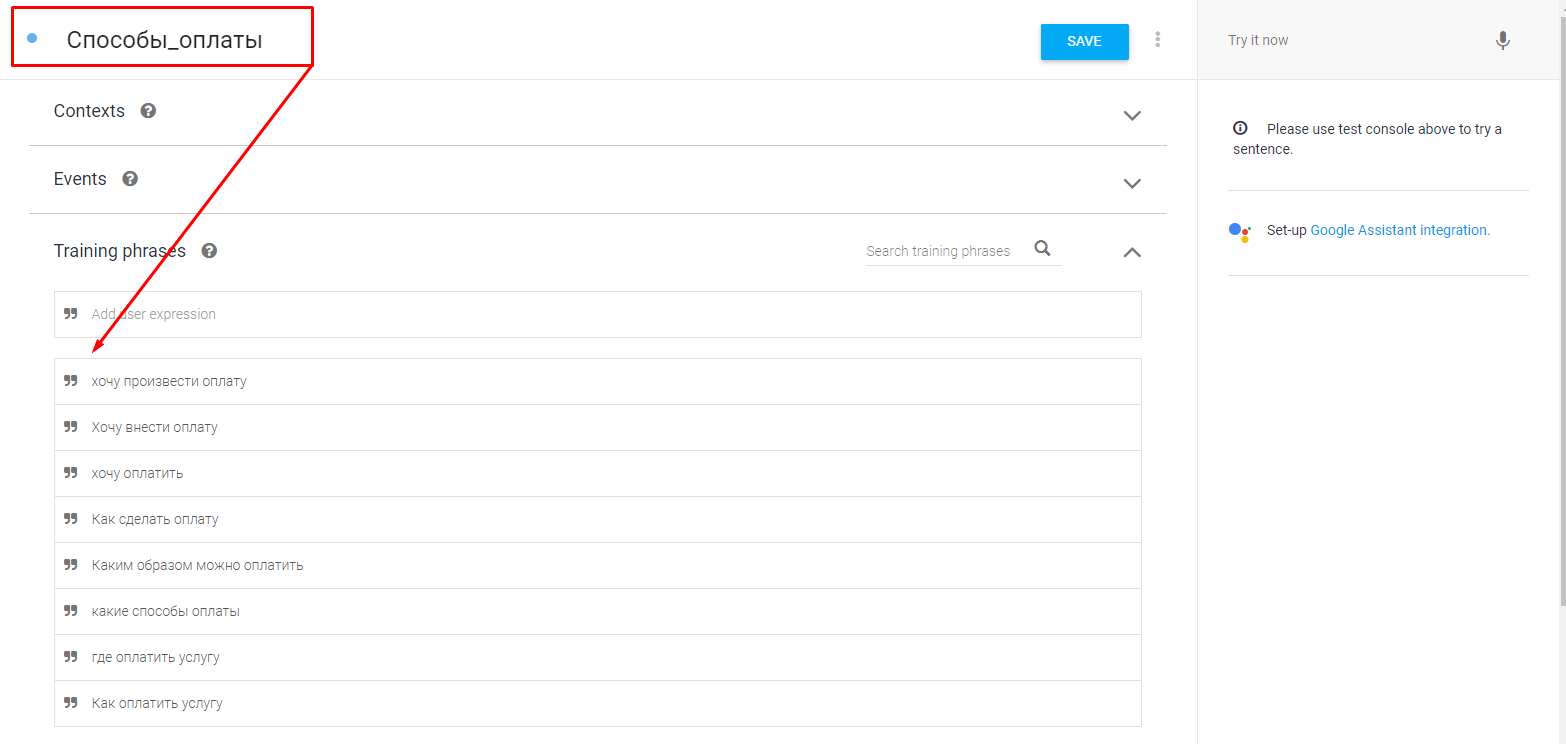 Способы_оплаты
SAVE
Try it now
Contexts
Please use test console above to try a
sentence.
Events
Set-up Google Assistant integration.
Training phrases
Search training phrases
Add user expression
хочу произвести оплату
Хочу внести оплату
хочу оплатить
Как сделать оплату
Каким образом можно оплатить
какие способы оплаты
где оплатить услугу
Как оплатить услугу